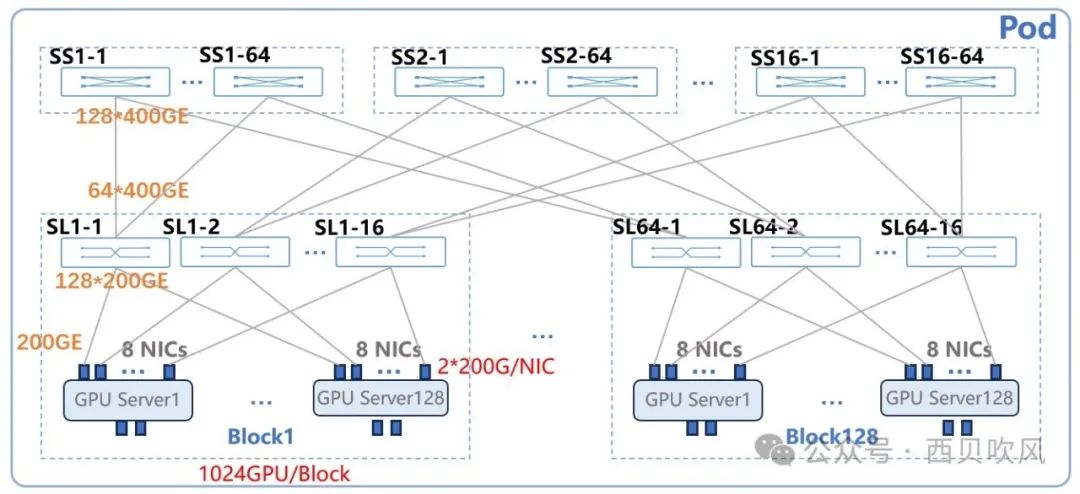 Pod
SS1-1 ... SS1-64 SS2-1 ... SS2-64 ... SS16-1 ... SS16-64
128*400GE
64*400GE
SL1-1 SL1-2 ... SL1-16 SL64-1 SL64-2 ... SL64-16
128*200GE
200GE
8 NICs 8 NICs 8 NICs 8 NICs
2*200G/NIC
GPU Server1 ... GPU Server128 ... GPU Server1 ... GPU Server128
Block1 Block128
1024GPU/Block
公众号 · 西贝吹风